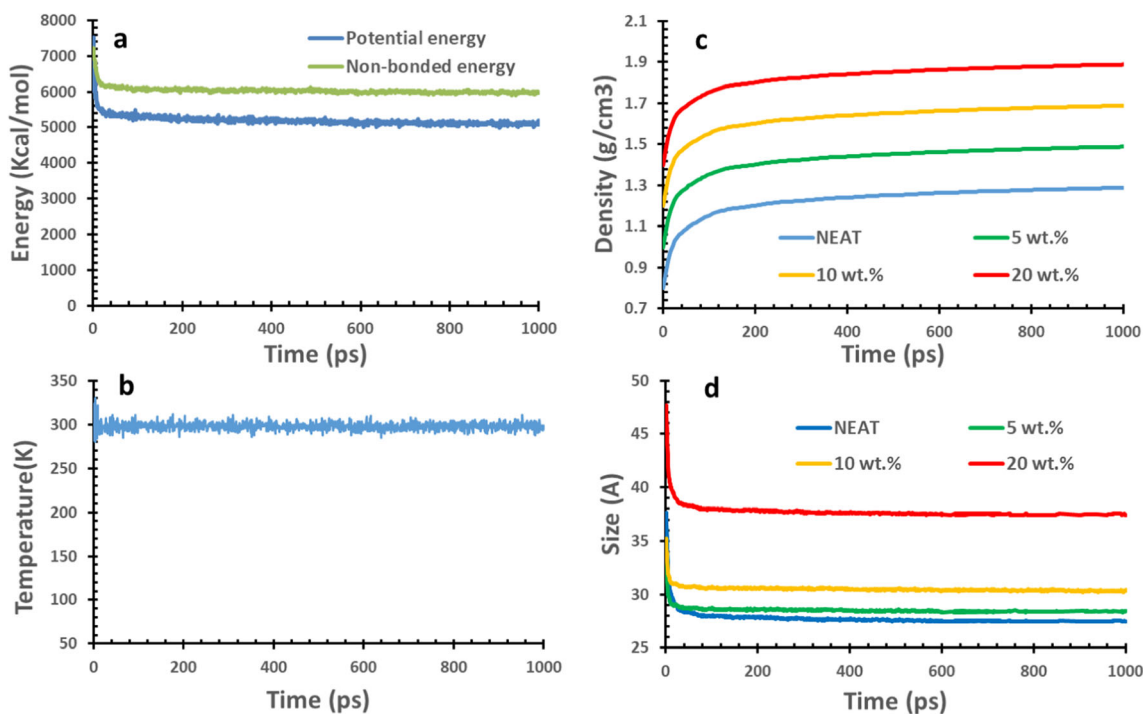 a
Potential energy
Non-bonded energy
Energy (Kcal/mol)
8000
7000
6000
5000
4000
3000
2000
1000
0
0 200 400 600 800 1000
Time (ps)
c
Density (g/cm3)
2.1
1.9
1.7
1.5
1.3
1.1
0.9
0.7
NEAT 5 wt.%
10 wt.% 20 wt.%
0 200 400 600 800 1000
Time (ps)
b
Temperature(K)
350
300
250
200
150
100
50
0 200 400 600 800 1000
Time (ps)
d
NEAT 5 wt.%
10 wt.% 20 wt.%
Size (A)
50
45
40
35
30
25
0 200 400 600 800 1000
Time (ps)